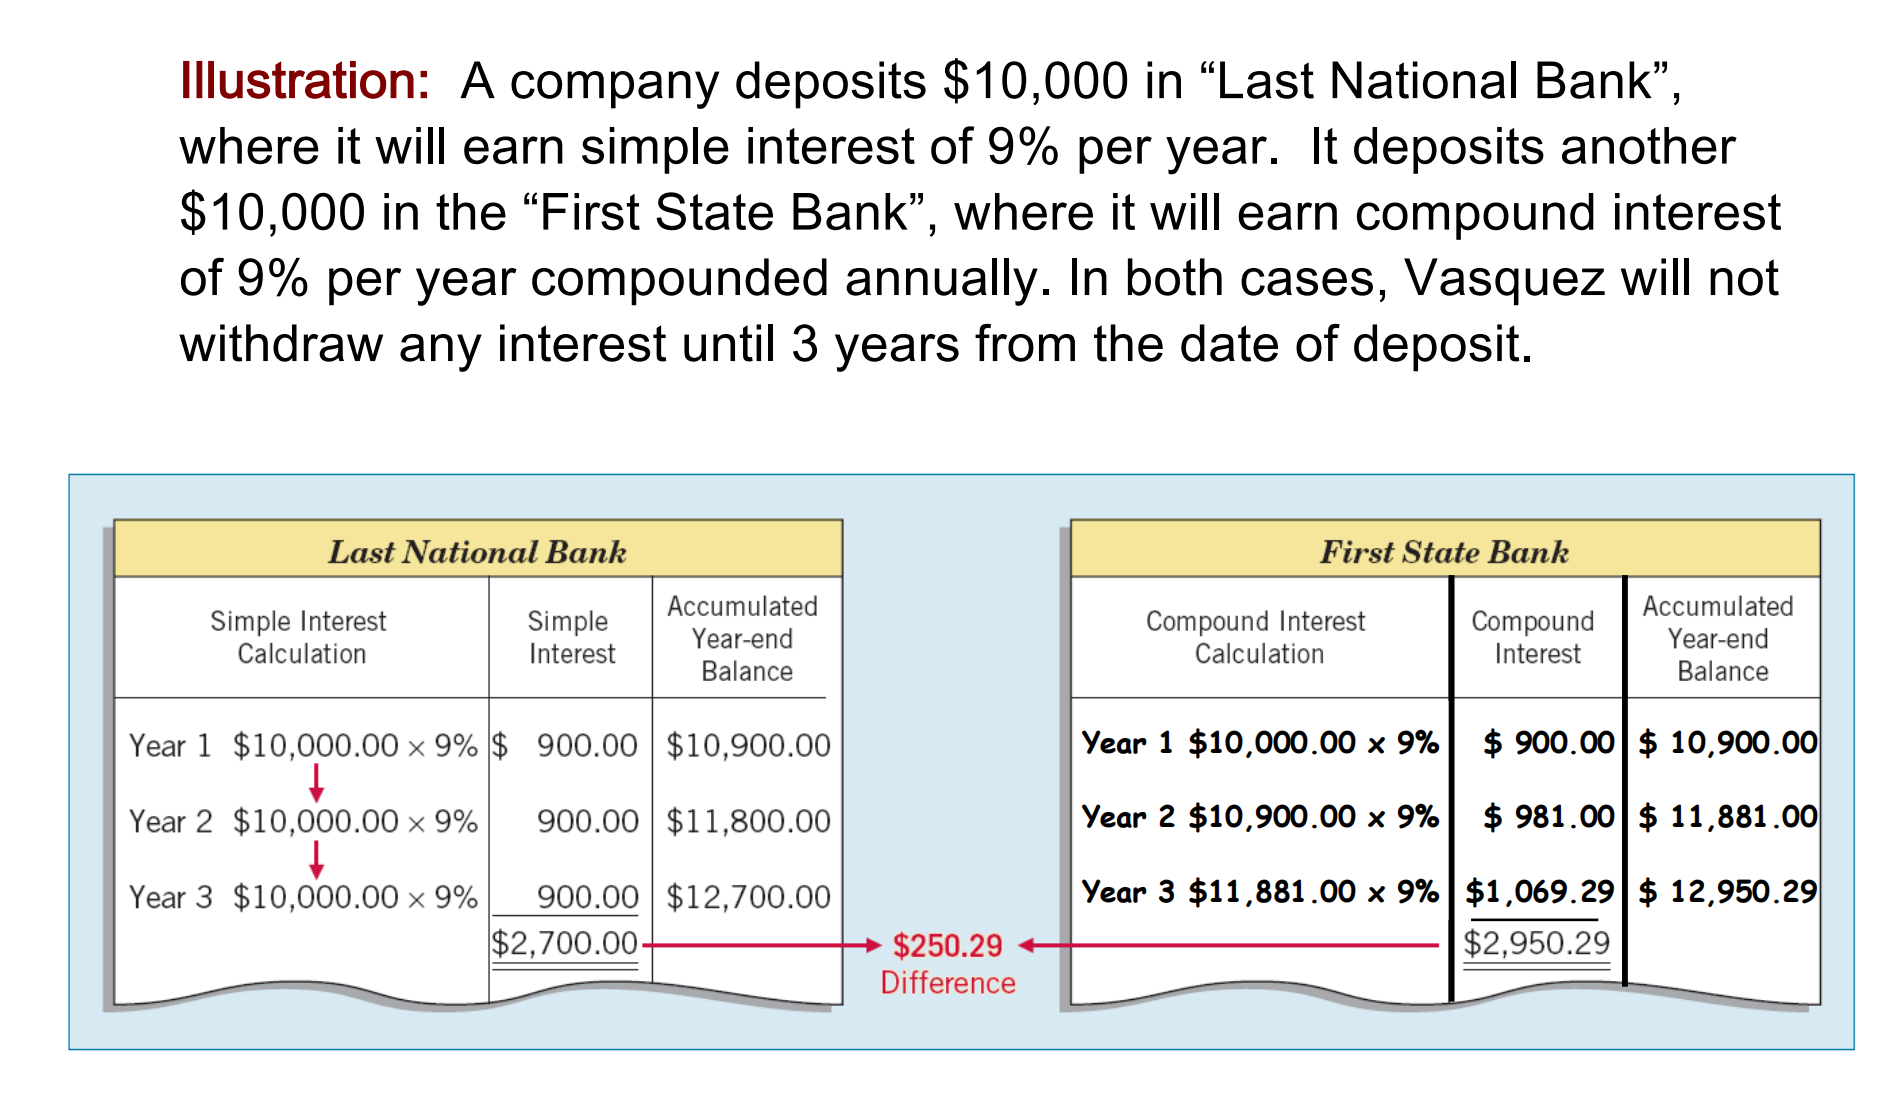 Illustration: A company deposits $10,000 in “Last National Bank”,
where it will earn simple interest of 9% per year. It deposits another
$10,000 in the “First State Bank”, where it will earn compound interest
of 9% per year compounded annually. In both cases, Vasquez will not
withdraw any interest until 3 years from the date of deposit.
Last National Bank
Simple Interest
Calculation
Simple
Interest
Accumulated
Year-end
Balance
Year 1 $10,000.00 × 9% $ 900.00 $10,900.00
Year 2 $10,000.00 × 9% 900.00 $11,800.00
Year 3 $10,000.00 × 9% 900.00 $12,700.00
$2,700.00
$250.29
Difference
First State Bank
Compound Interest
Calculation
Compound
Interest
Accumulated
Year-end
Balance
Year 1 $10,000.00 x 9% $ 900.00 $ 10,900.00
Year 2 $10,900.00 x 9% $ 981.00 $ 11,881.00
Year 3 $11,881.00 x 9% $1,069.29 $ 12,950.29
$2,950.29